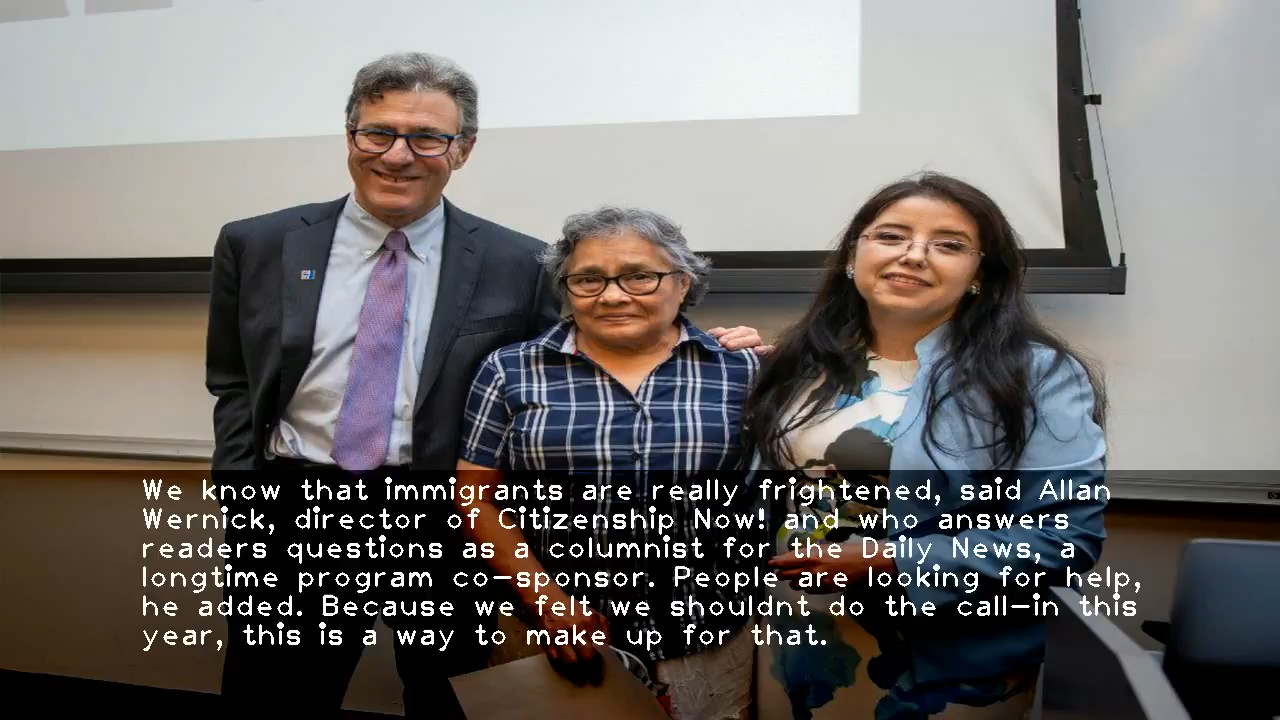 We know that immigrants are really frightened, said Allan
Wernick, director of Citizenship Now! and who answers
readers questions as a columnist for the Daily News, a
longtime program co-sponsor. People are looking for help,
he added. Because we felt we shouldnt do the call-in this
year, this is a way to make up for that.